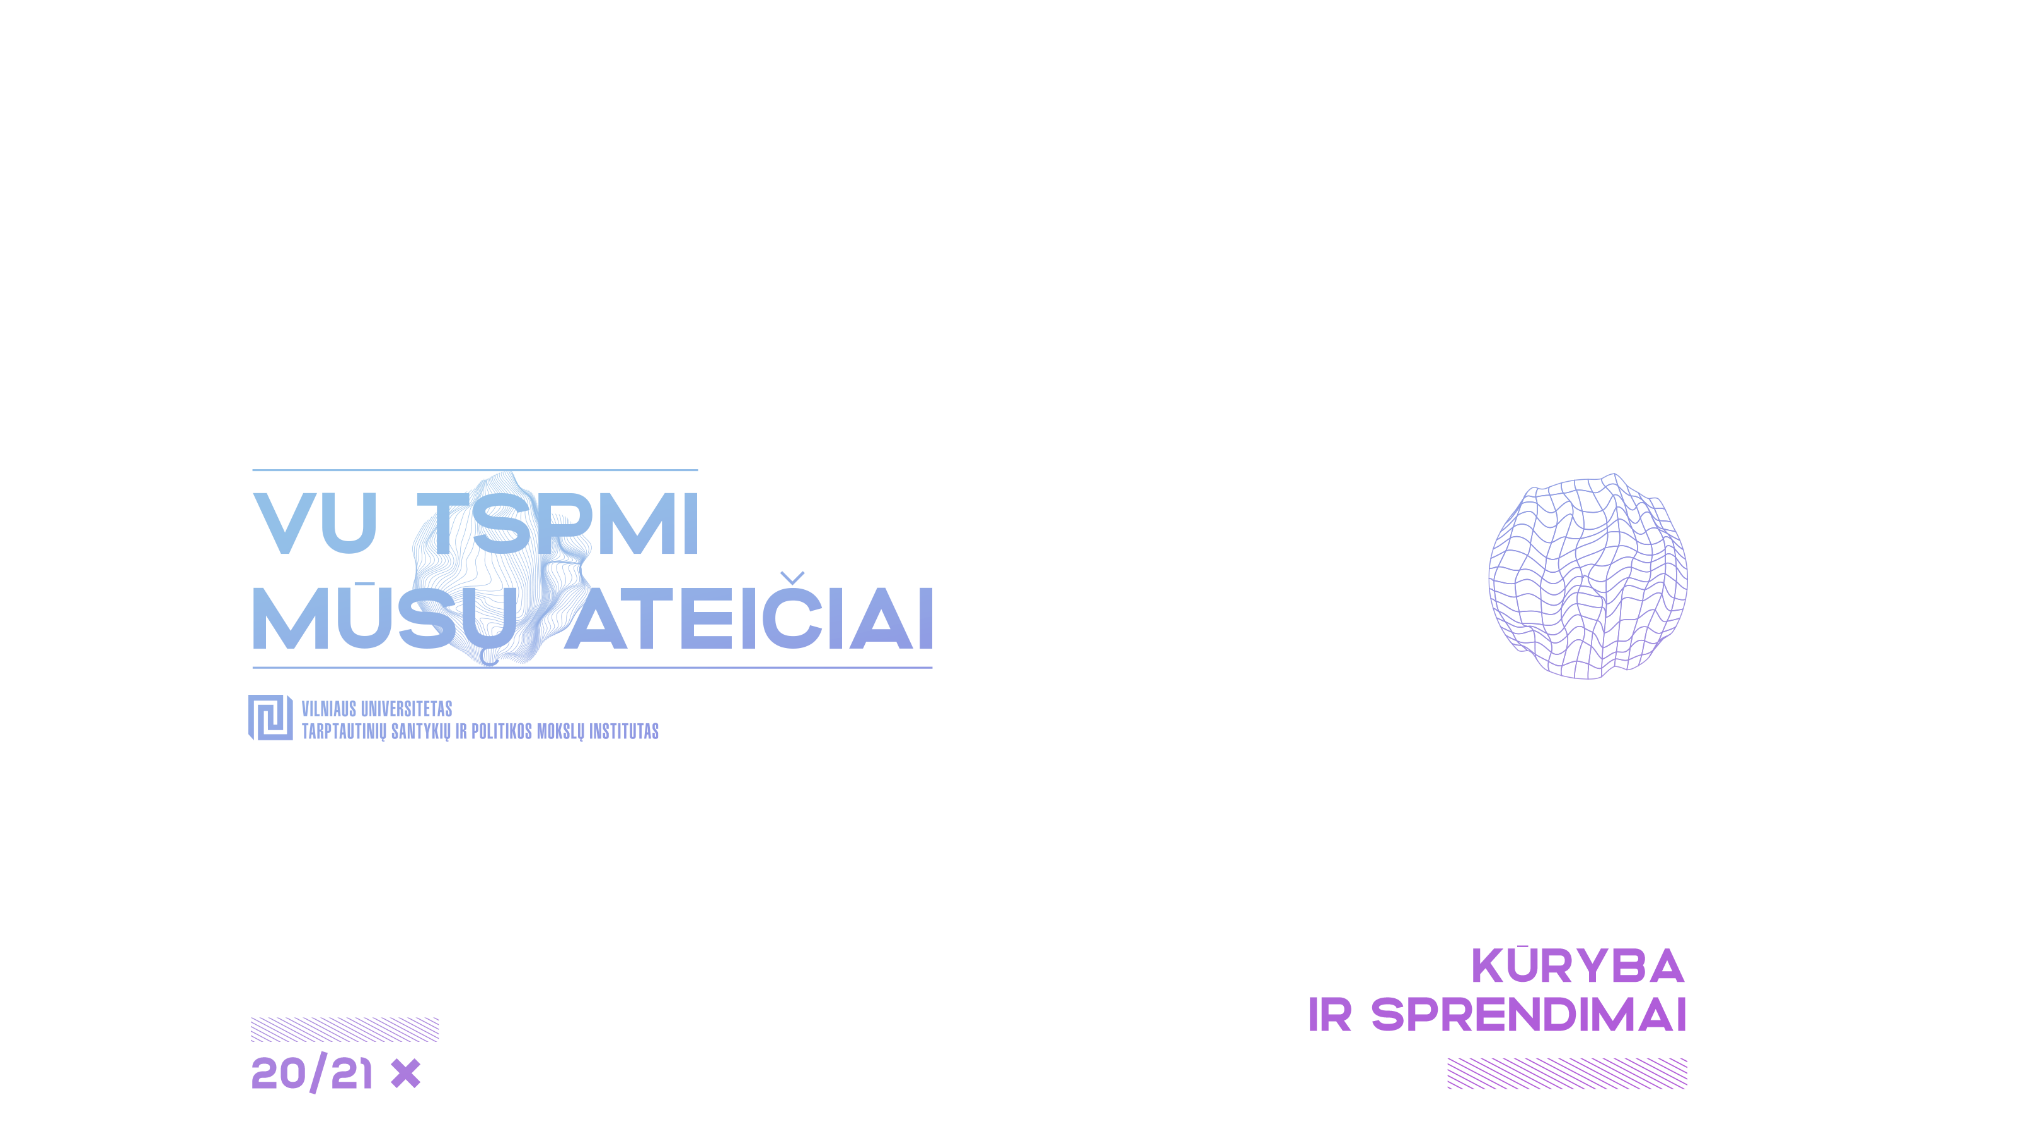 VU TSPMI
MŪSŲ ATEIČIAI
VILNIAUS UNIVERSITETAS
TARPTAUTINIŲ SANTYKIŲ IR POLITIKOS MOKSLŲ INSTITUTAS
KŪRYBA
IR SPRENDIMAI
20/21 ×